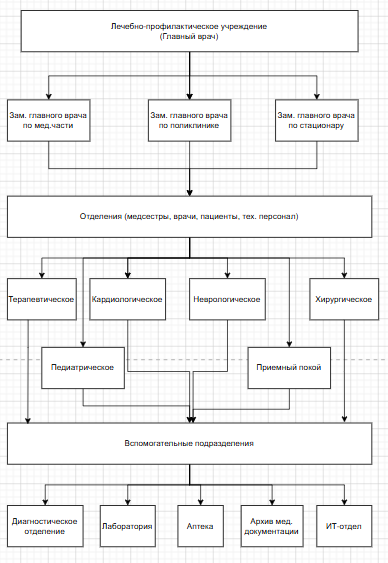 Лечебно-профилактическое учреждение
(Главный врач)
Зам. главного врача
по мед.части
Зам. главного врача
по поликлинике
Зам. главного врача
по стационару
Отделения (медсестры, врачи, пациенты, тех. персонал)
Терапевтическое
Кардиологическое
Неврологическое
Хирургическое
Педиатрическое
Приемный покой
Вспомогательные подразделения
Диагностическое
отделение
Лаборатория
Аптека
Архив мед.
документации
ИТ-отдел